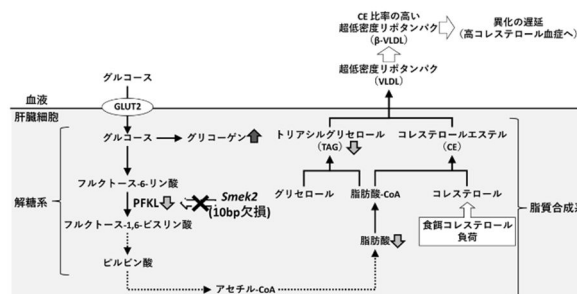 CE 比率の高い
超低密度リポタンパク
(β-VLDL)
異化の遅延
(高コレステロール血症へ)
超低密度リポタンパク
(VLDL)
グルコース
血液
GLUT2
肝臓細胞
グルコース
グリコーゲン
トリアシルグリセロール
(TAG)
コレステロールエステル
(CE)
フルクトース-6-リン酸
グリセロール
脂肪酸-CoA
コレステロール
解糖系
PFKL
Smek2
(10bp欠損)
脂質合成系
フルクトース-1,6-ビスリン酸
食餌コレステロール
負荷
脂肪酸
ピルビン酸
アセチル-CoA